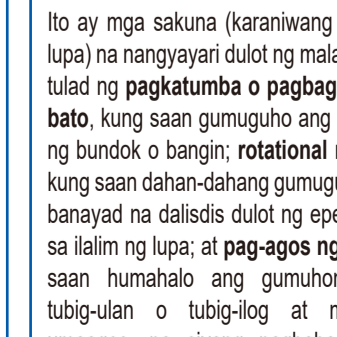 Ito ay mga sakuna (karaniwang
lupa) na nangyayari dulot ng mala
tulad ng pagkatumba o pagbag
bato, kung saan gumuguho ang
ng bundok o bangin; rotational
kung saan dahan-dahang gumugu
banayad na dalisdis dulot ng epe
sa ilalim ng lupa; at pag-agos ng
saan humahalo ang gumuhor
tubig-ulan o tubig-ilog at